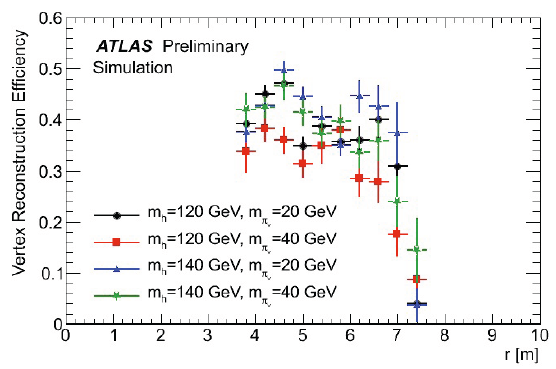 ATLAS Preliminary
Simulation
Vertex Reconstruction Efficiency
0.6
0.5
0.4
0.3
0.2
0.1
0
m_h=120 GeV, m_πv=20 GeV
m_h=120 GeV, m_πv=40 GeV
m_h=140 GeV, m_πv=20 GeV
m_h=140 GeV, m_πv=40 GeV
0 1 2 3 4 5 6 7 8 9 10
r [m]